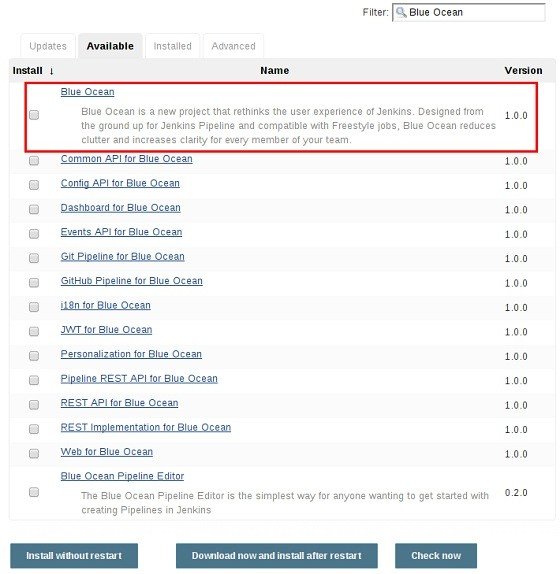 Filter: Blue Ocean
Updates Available Installed Advanced
Install ↓ Name Version
Blue Ocean
Blue Ocean is a new project that rethinks the user experience of Jenkins. Designed from
the ground up for Jenkins Pipeline and compatible with Freestyle jobs, Blue Ocean reduces
clutter and increases clarity for every member of your team.
1.0.0
Common API for Blue Ocean 1.0.0
Config API for Blue Ocean 1.0.0
Dashboard for Blue Ocean 1.0.0
Events API for Blue Ocean 1.0.0
Git Pipeline for Blue Ocean 1.0.0
GitHub Pipeline for Blue Ocean 1.0.0
i18n for Blue Ocean 1.0.0
JWT for Blue Ocean 1.0.0
Personalization for Blue Ocean 1.0.0
Pipeline REST API for Blue Ocean 1.0.0
REST API for Blue Ocean 1.0.0
REST Implementation for Blue Ocean 1.0.0
Web for Blue Ocean 1.0.0
Blue Ocean Pipeline Editor
The Blue Ocean Pipeline Editor is the simplest way for anyone wanting to get started with
creating Pipelines in Jenkins
0.2.0
Install without restart Download now and install after restart Check now